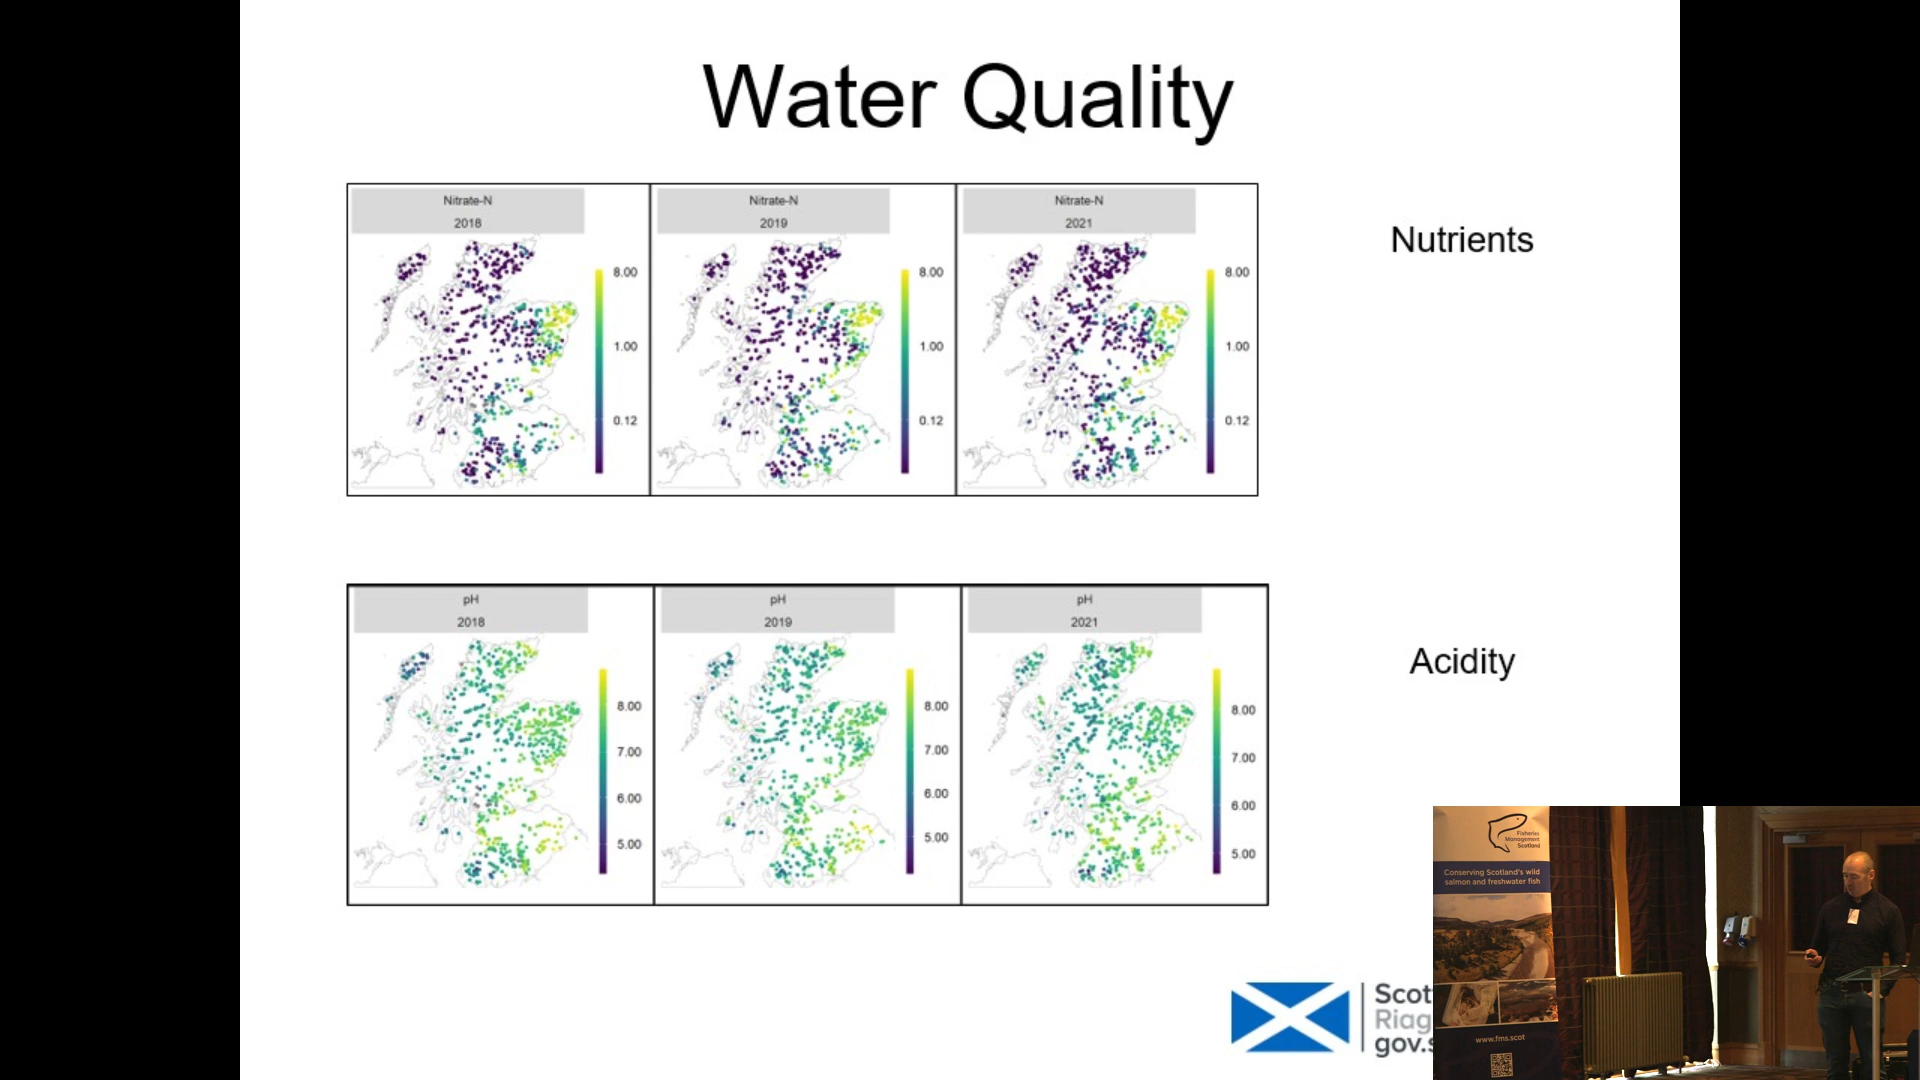 Water Quality
Nitrate-N
2018
8.00
1.00
0.12
Nitrate-N
2019
8.00
1.00
0.12
Nitrate-N
2021
8.00
1.00
0.12
Nutrients
pH
2018
8.00
7.00
6.00
5.00
pH
2019
8.00
7.00
6.00
5.00
pH
2021
8.00
7.00
6.00
5.00
Acidity
Scot
Riag
gov.s
Fisheries
Management
Scotland
Conserving Scotland's wild
salmon and freshwater fish
www.fms.scot